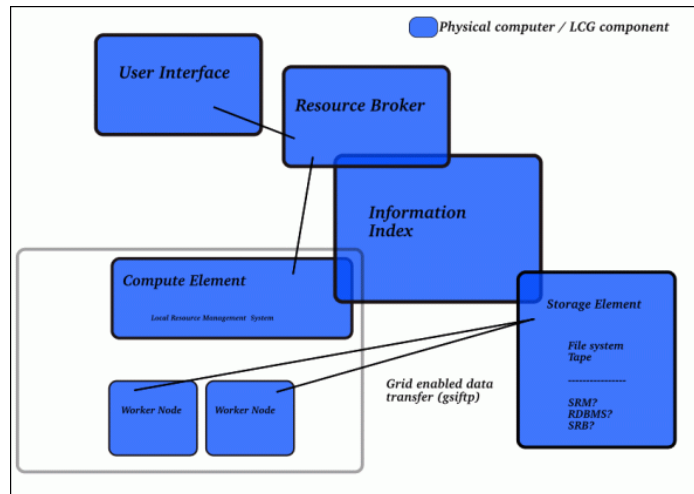 Physical computer / LCG component
User Interface
Resource Broker
Information
Index
Compute Element
Local Resource Management System
Storage Element
File system
Tape
----------------
SRM?
RDBMS?
SRB?
Grid enabled data
transfer (gsiftp)
Worker Node
Worker Node